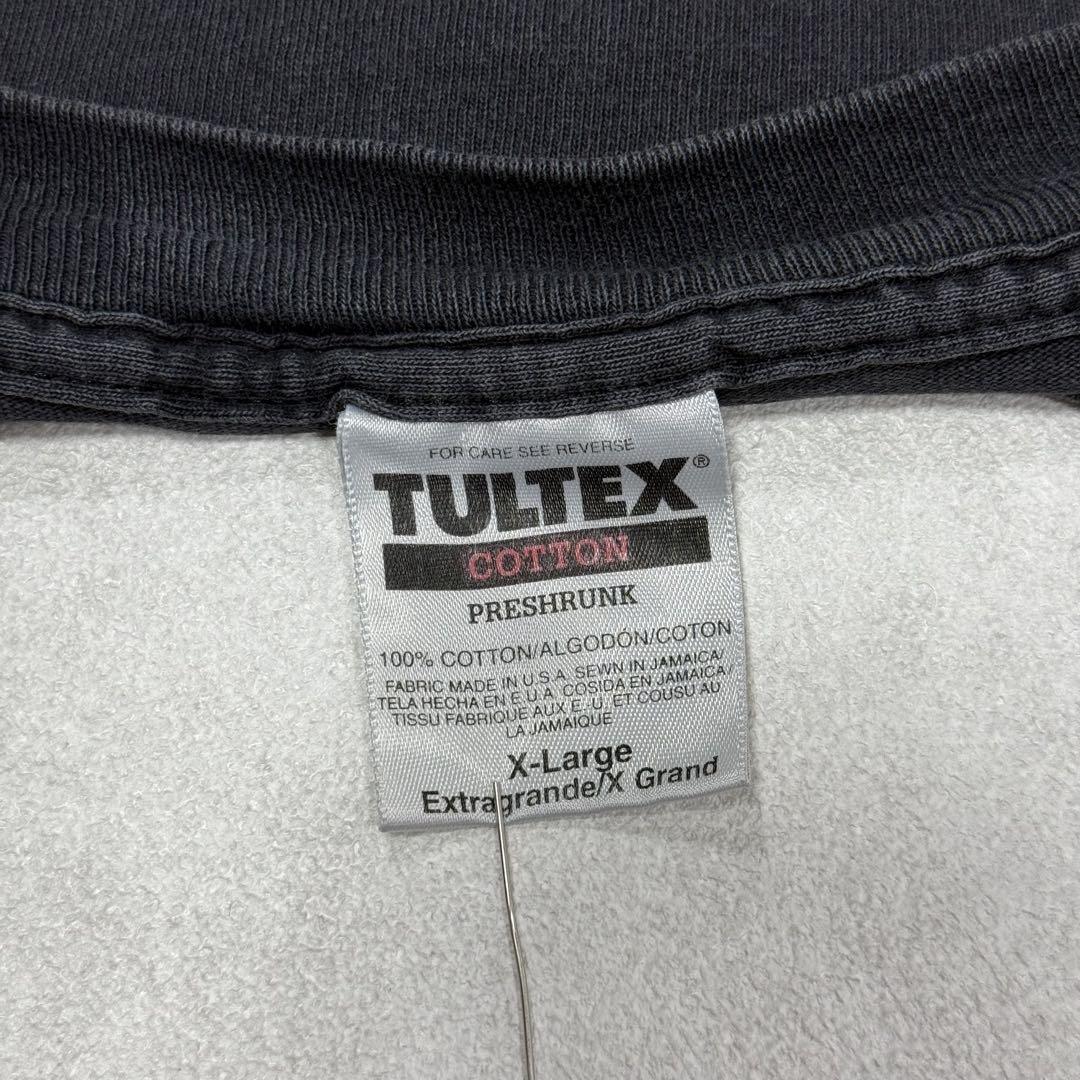 FOR CARE SEE REVERSE
TULTEX®
COTTON
PRESHRUNK
100% COTTON/ALGODÓN/COTON
FABRIC MADE IN U.S.A. SEWN IN JAMAICA/
TELA HECHA EN E.U.A. COSIDA EN JAMAICA/
TISSU FABRIQUE AUX E. U. ET COUSU AU
LA JAMAIQUE
X-Large
Extragrande/X Grand